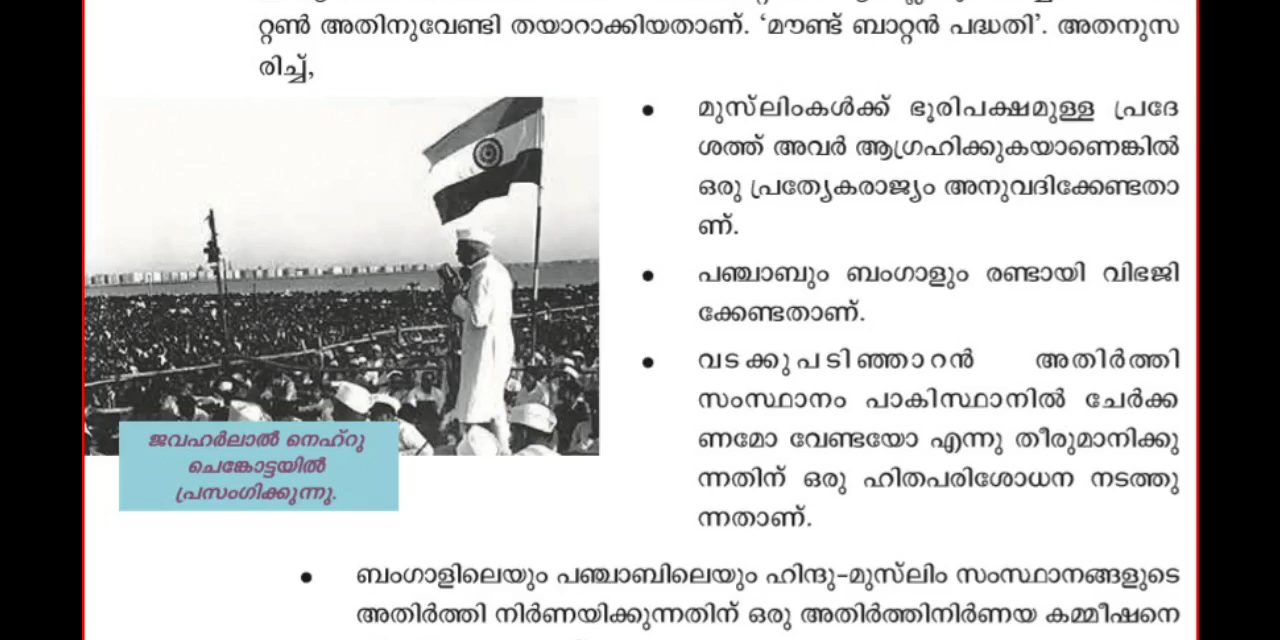 റ്റൺ അതിനുവേണ്ടി തയാറാക്കിയതാണ്. ‘മൗണ്ട് ബാറ്റൻ പദ്ധതി’. അതനുസ
രിച്ച്,
• മുസ്‌ലിംകൾക്ക് ഭൂരിപക്ഷമുള്ള പ്രദേ
ശത്ത് അവർ ആഗ്രഹിക്കുകയാണെങ്കിൽ
ഒരു പ്രത്യേകരാജ്യം അനുവദിക്കേണ്ടതാ
ണ്.
• പഞ്ചാബും ബംഗാളും രണ്ടായി വിഭജി
ക്കേണ്ടതാണ്.
• വടക്കുപടിഞ്ഞാറൻ അതിർത്തി
സംസ്ഥാനം പാകിസ്ഥാനിൽ ചേർക്ക
ണമോ വേണ്ടയോ എന്നു തീരുമാനിക്കു
ന്നതിന് ഒരു ഹിതപരിശോധന നടത്തു
ന്നതാണ്.
ജവഹർലാൽ നെഹ്റു
ചെങ്കോട്ടയിൽ
പ്രസംഗിക്കുന്നു.
• ബംഗാളിലെയും പഞ്ചാബിലെയും ഹിന്ദു-മുസ്‌ലിം സംസ്ഥാനങ്ങളുടെ
അതിർത്തി നിർണയിക്കുന്നതിന് ഒരു അതിർത്തിനിർണയ കമ്മീഷനെ